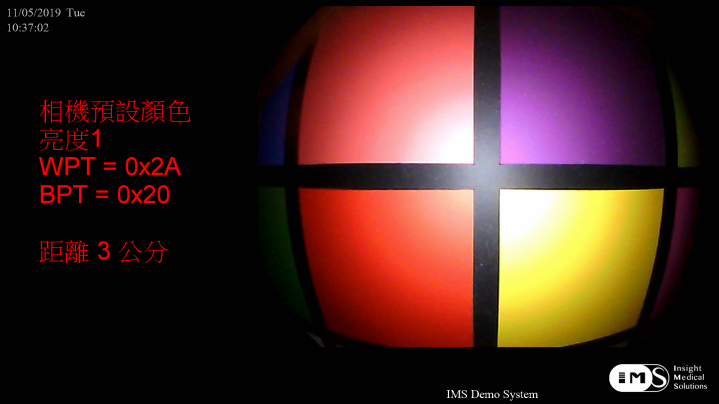 11/05/2019 Tue
10:37:02
相機預設顏色
亮度1
WPT = 0x2A
BPT = 0x20
距離 3 公分
IMS Demo System
iMS
Insight
Medical
Solutions